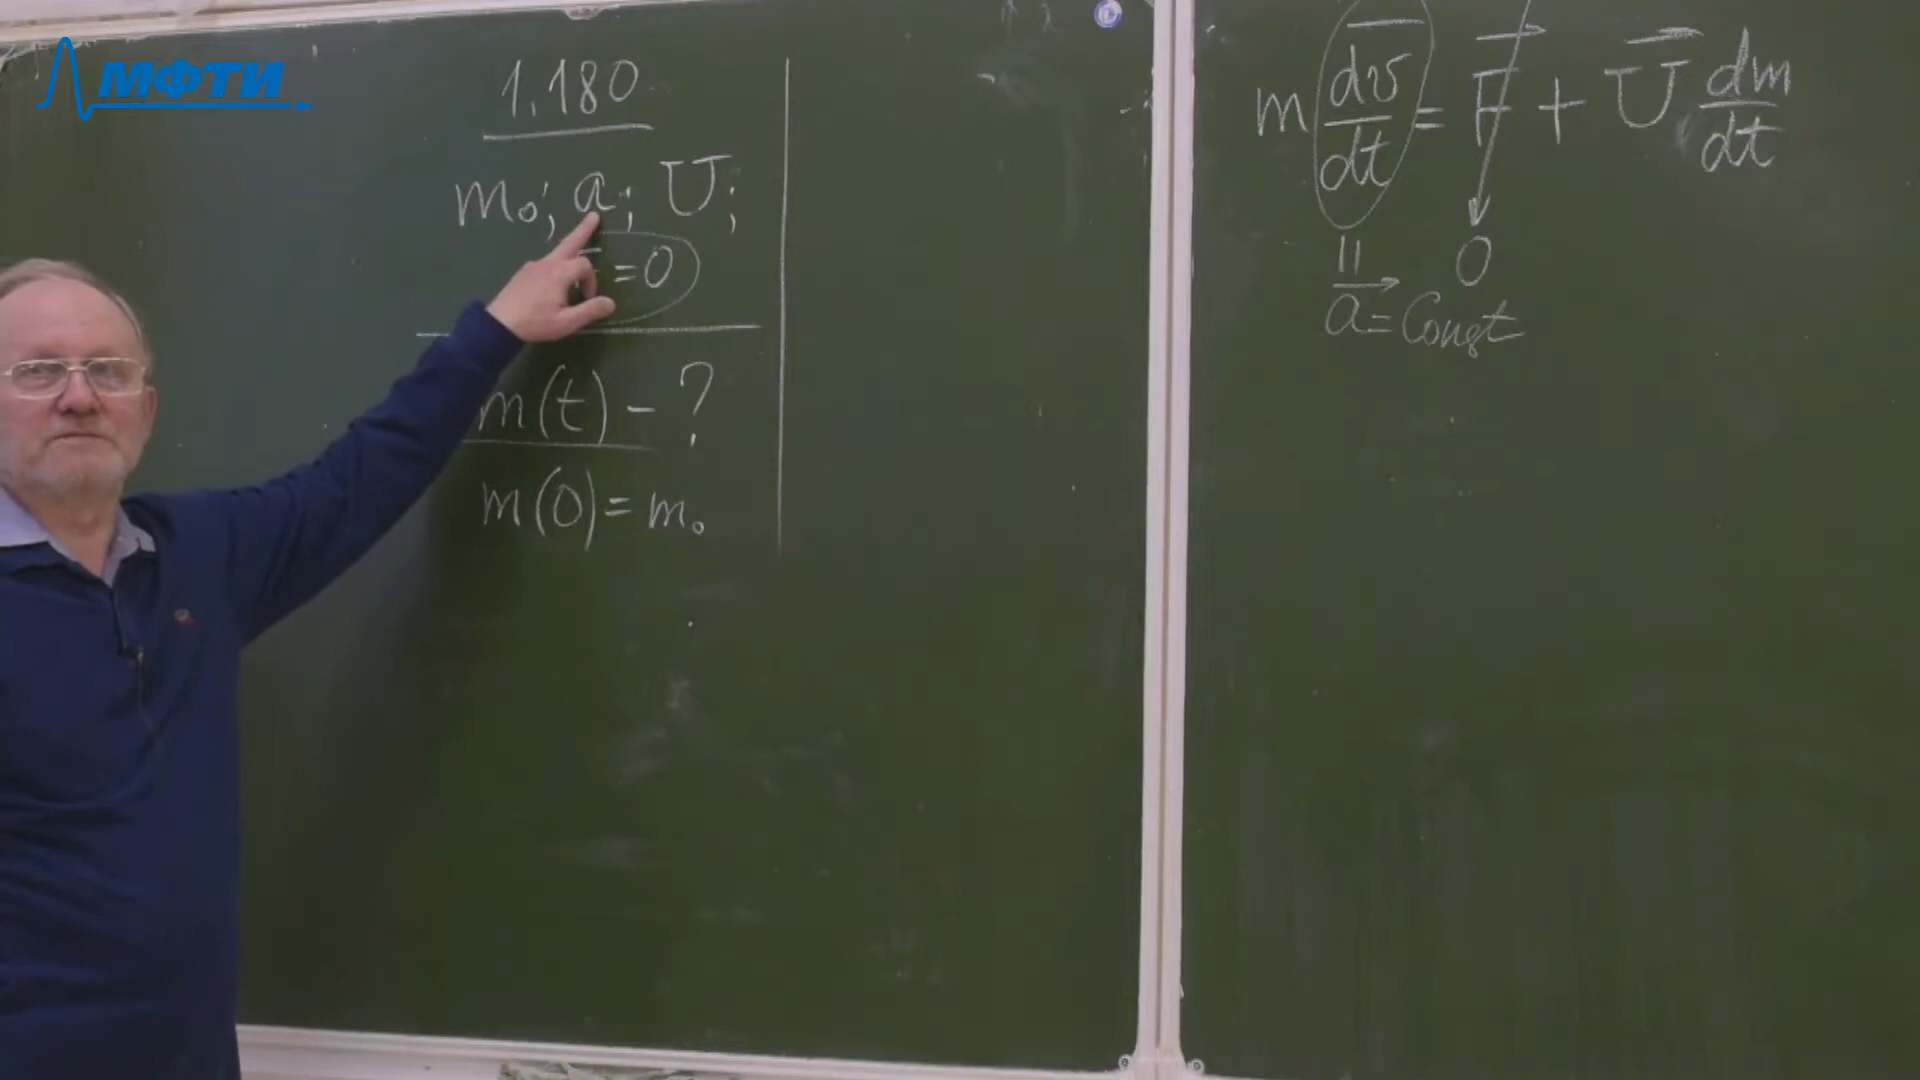 МФТИ
1.180
m₀; a; U;
=0
m(t) - ?
m(0) = m₀
m dv/dt = F + U dm/dt
0
a = Const